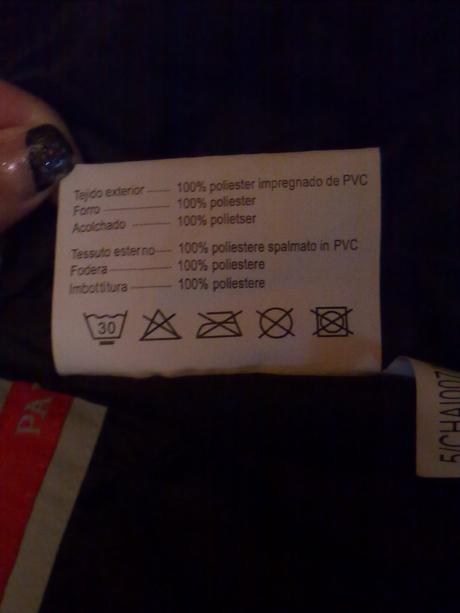 Tejido exterior 100% poliester impregnado de PVC
Forro 100% poliester
Acolchado 100% polietser
Tessuto esterno 100% poliestere spalmato in PVC
Fodera 100% poliestere
Imbottitura 100% poliestere
30
PA
5/CHAI007